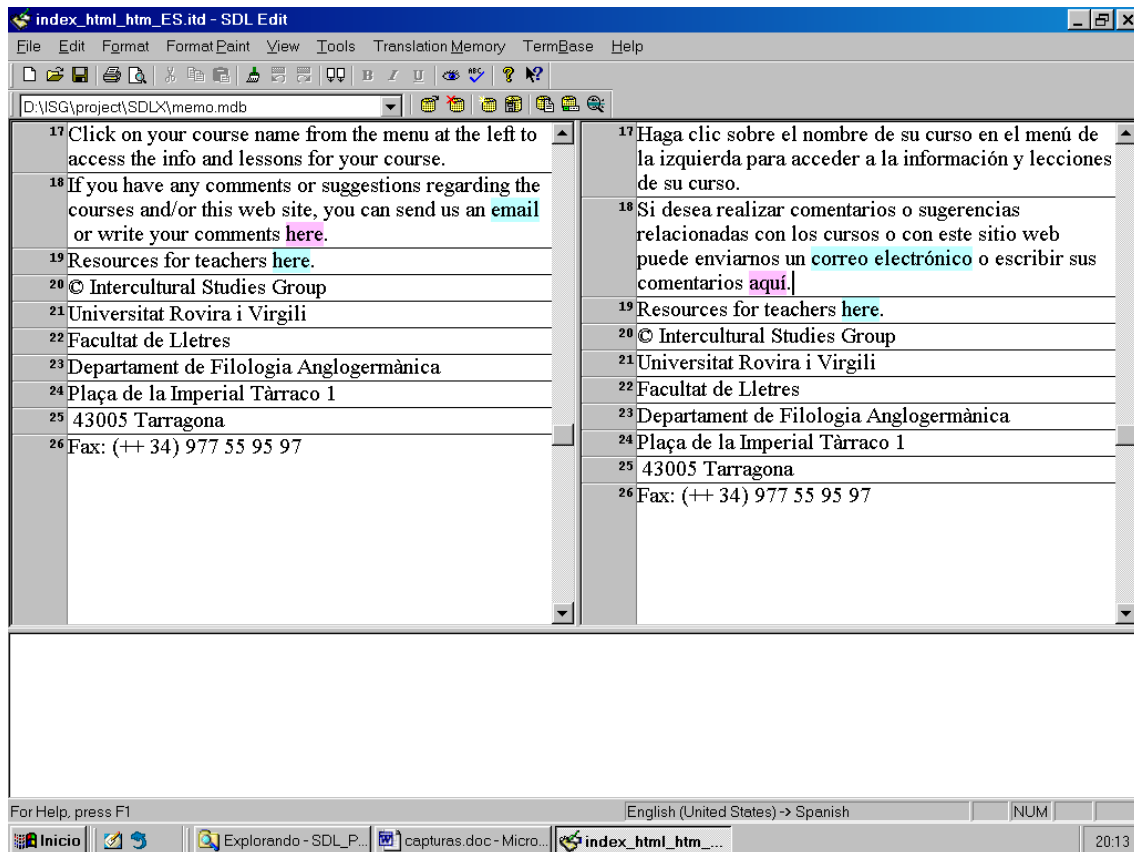 index_html_htm_ES.itd - SDL Edit
File Edit Format Format Paint View Tools Translation Memory TermBase Help
B I U ABC ? ?
D:\ISG\project\SDLX\memo.mdb
17 Click on your course name from the menu at the left to
access the info and lessons for your course.
18 If you have any comments or suggestions regarding the
courses and/or this web site, you can send us an email
or write your comments here.
19 Resources for teachers here.
20 © Intercultural Studies Group
21 Universitat Rovira i Virgili
22 Facultat de Lletres
23 Departament de Filologia Anglogermànica
24 Plaça de la Imperial Tàrraco 1
25 43005 Tarragona
26 Fax: (++ 34) 977 55 95 97
17 Haga clic sobre el nombre de su curso en el menú de
la izquierda para acceder a la información y lecciones
de su curso.
18 Si desea realizar comentarios o sugerencias
relacionadas con los cursos o con este sitio web
puede enviarnos un correo electrónico o escribir sus
comentarios aquí.
19 Resources for teachers here.
20 © Intercultural Studies Group
21 Universitat Rovira i Virgili
22 Facultat de Lletres
23 Departament de Filologia Anglogermànica
24 Plaça de la Imperial Tàrraco 1
25 43005 Tarragona
26 Fax: (++ 34) 977 55 95 97
For Help, press F1
English (United States) -> Spanish
NUM
Inicio
Explorando - SDL_P...
capturas.doc - Micro...
index_html_htm_...
20:13